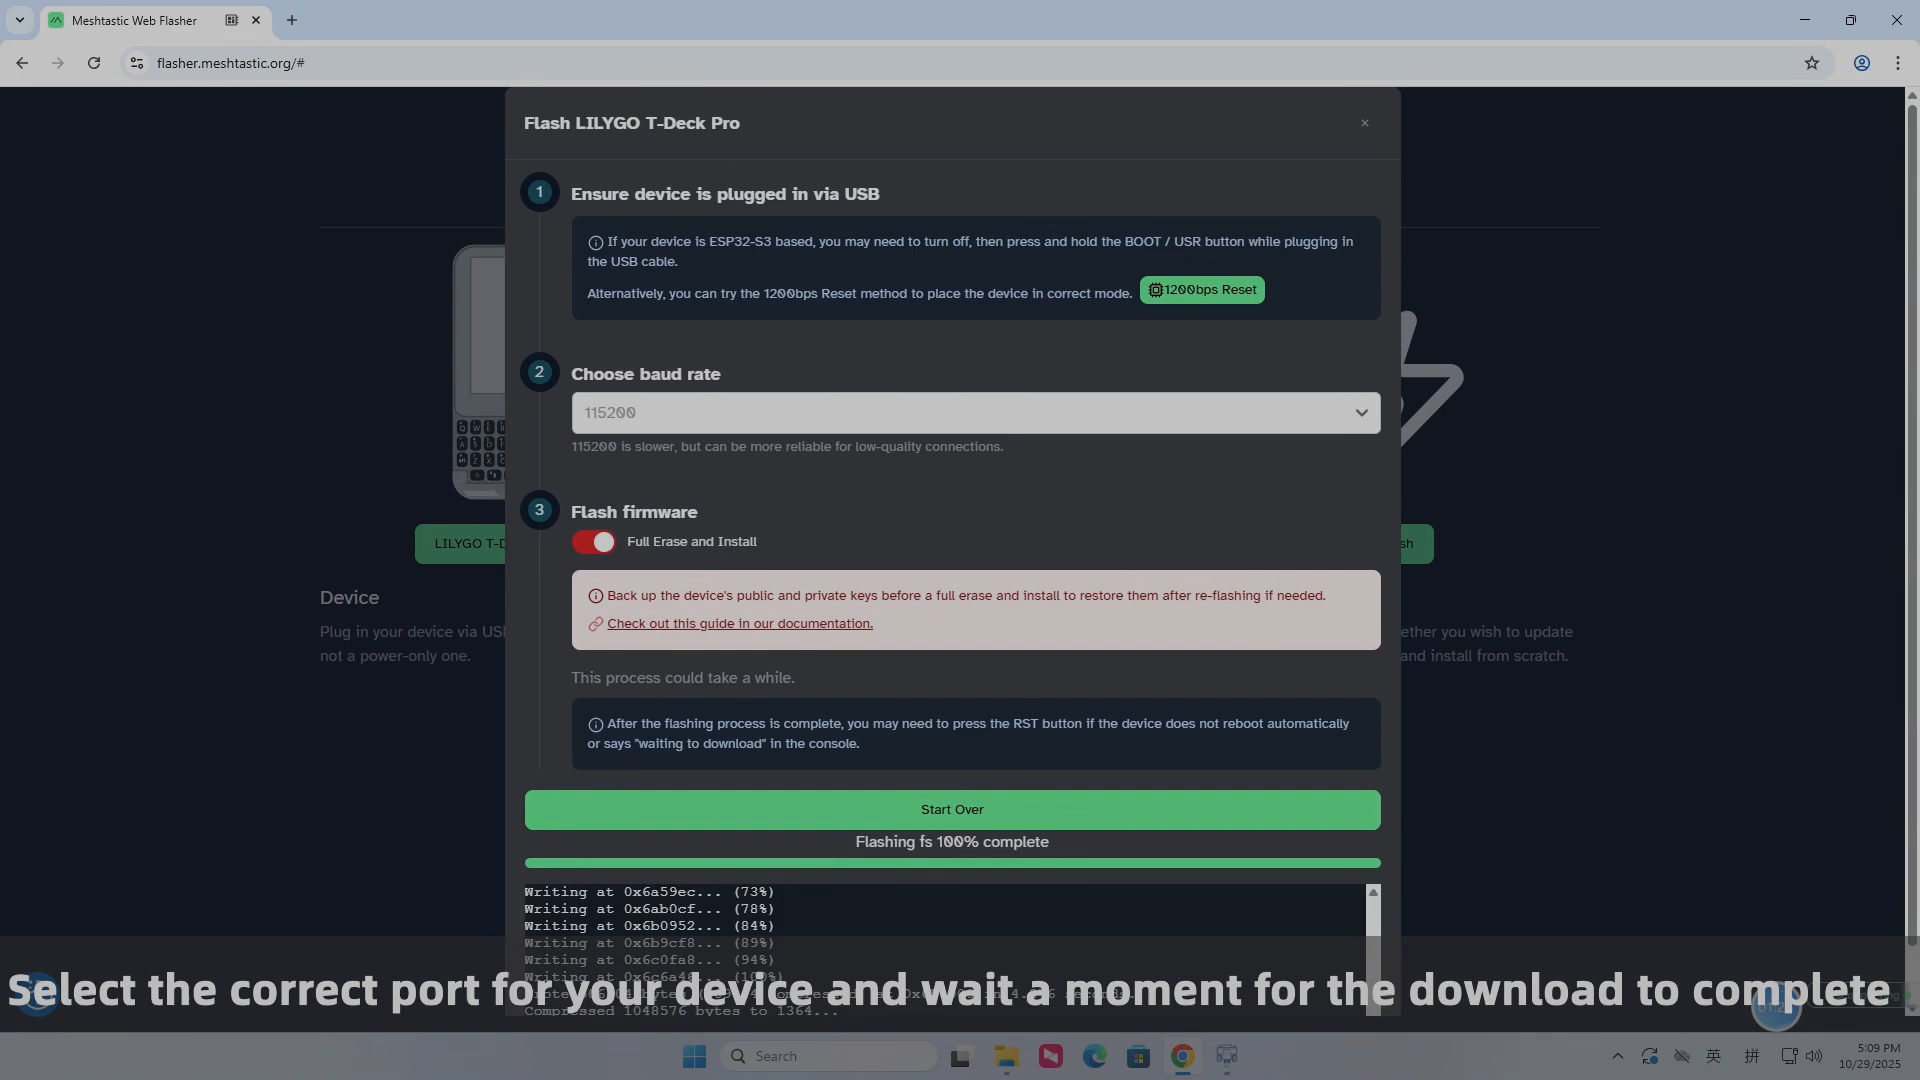 Meshtastic Web Flasher
flasher.meshtastic.org/#
Flash LILYGO T-Deck Pro
1
Ensure device is plugged in via USB
If your device is ESP32-S3 based, you may need to turn off, then press and hold the BOOT / USR button while plugging in
the USB cable.
Alternatively, you can try the 1200bps Reset method to place the device in correct mode.
1200bps Reset
2
Choose baud rate
115200
115200 is slower, but can be more reliable for low-quality connections.
3
Flash firmware
Full Erase and Install
LILYGO T-D
sh
Back up the device's public and private keys before a full erase and install to restore them after re-flashing if needed.
Check out this guide in our documentation.
Device
Plug in your device via US
not a power-only one.
ether you wish to update
and install from scratch.
This process could take a while.
After the flashing process is complete, you may need to press the RST button if the device does not reboot automatically
or says "waiting to download" in the console.
Start Over
Flashing fs 100% complete
Writing at 0x6a59ec... (73%)
Writing at 0x6ab0cf... (78%)
Writing at 0x6b0952... (84%)
Writing at 0x6b9cf8... (89%)
Writing at 0x6c0fa8... (94%)
Writing at 0x6c6a46... (100%)
Select the correct port for your device and wait a moment for the download to complete
Compressed 1048576 bytes to 1364...
Search
英
拼
5:09 PM
10/29/2025